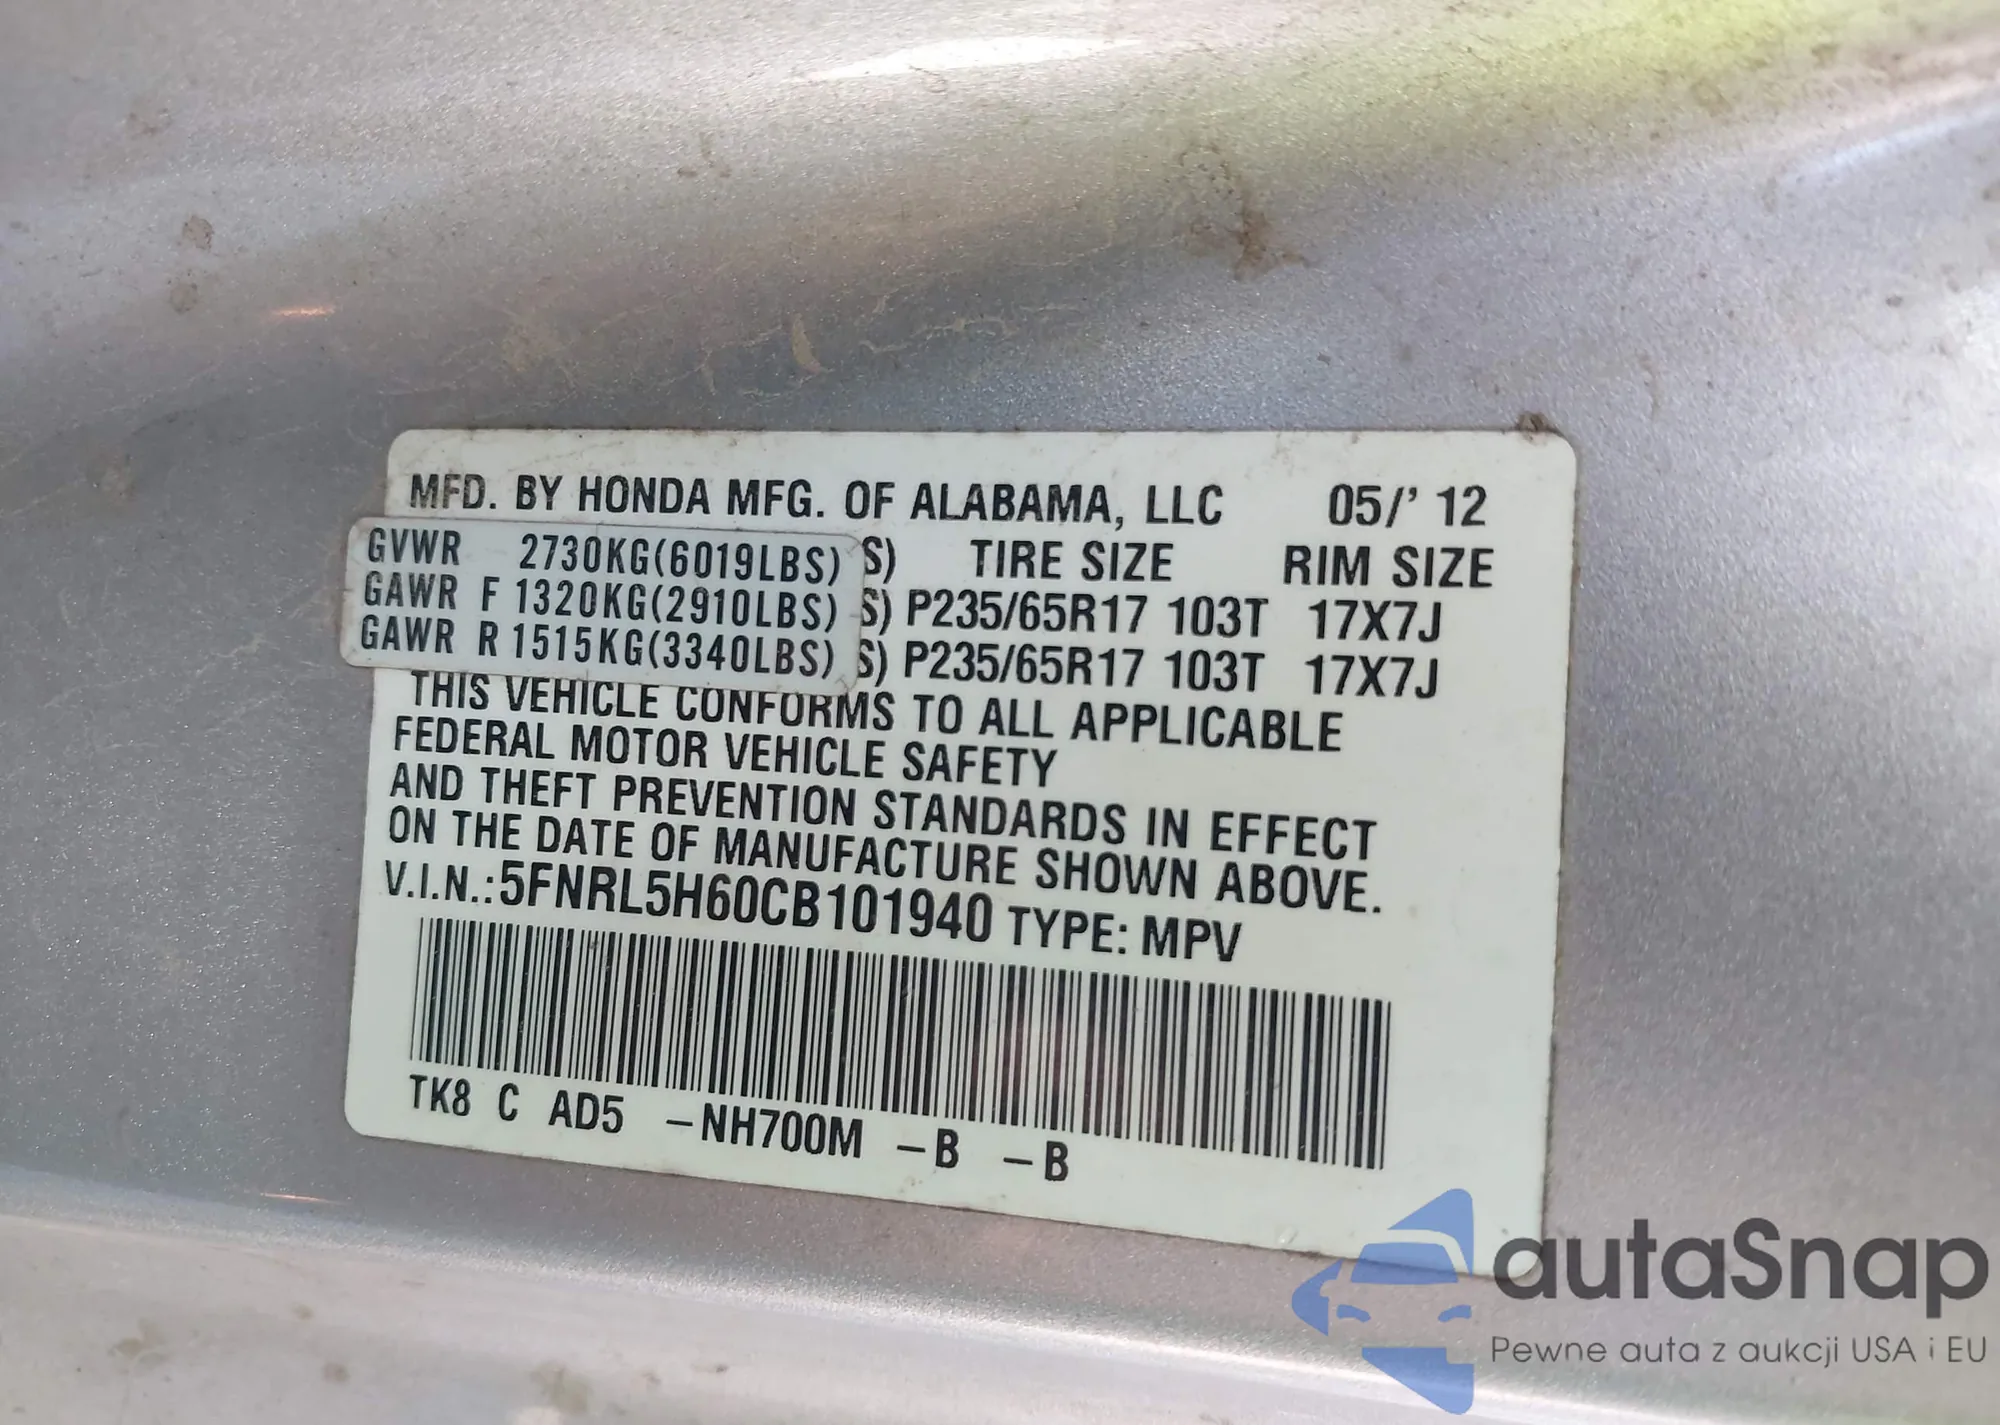 MFD. BY HONDA MFG. OF ALABAMA, LLC 05/' 12
GVWR 2730KG(6019LBS) S) TIRE SIZE RIM SIZE
GAWR F 1320KG(2910LBS) S) P235/65R17 103T 17X7J
GAWR R 1515KG(3340LBS) S) P235/65R17 103T 17X7J
THIS VEHICLE CONFORMS TO ALL APPLICABLE
FEDERAL MOTOR VEHICLE SAFETY
AND THEFT PREVENTION STANDARDS IN EFFECT
ON THE DATE OF MANUFACTURE SHOWN ABOVE.
V.I.N.:5FNRL5H60CB101940 TYPE: MPV
TK8 C AD5 –NH700M –B –B
autaSnap
Pewne auta z aukcji USA i EU